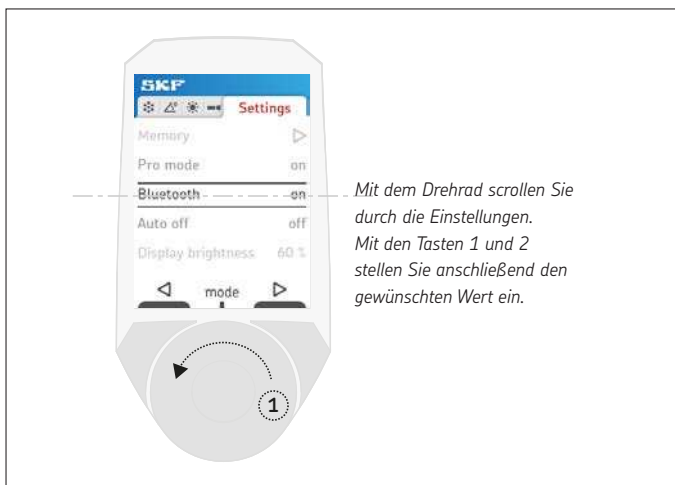 SKF
Settings
Memory
Pro mode on
Bluetooth on
Auto off off
Display brightness 60 %
mode
1
Mit dem Drehrad scrollen Sie
durch die Einstellungen.
Mit den Tasten 1 und 2
stellen Sie anschließend den
gewünschten Wert ein.